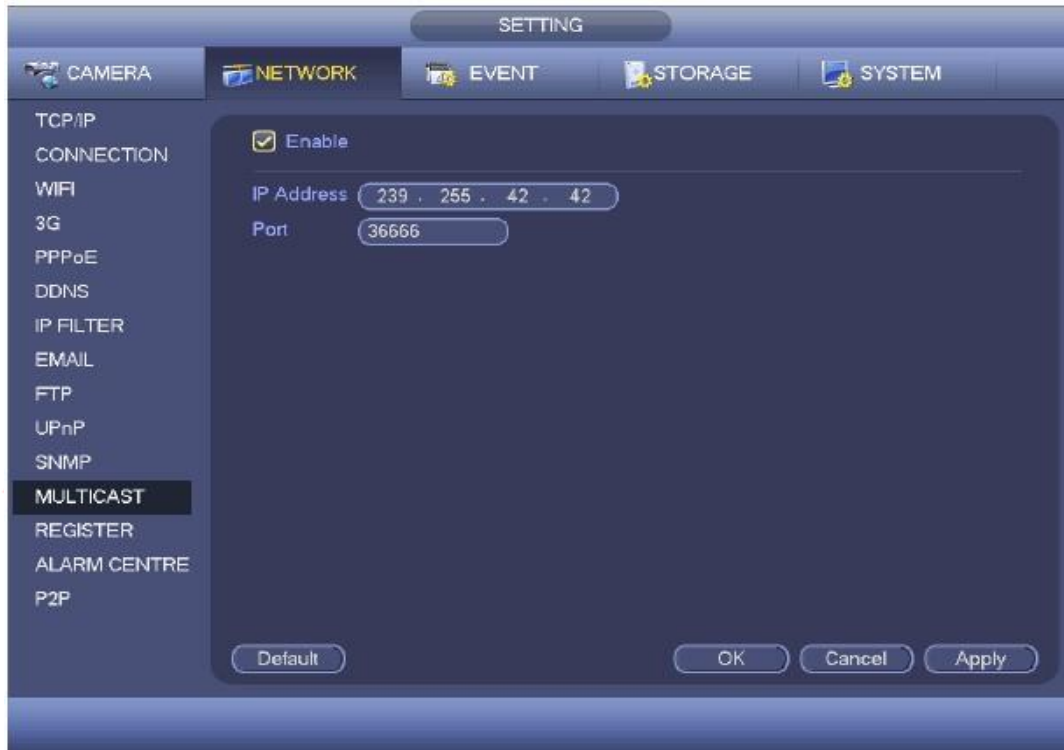 SETTING
CAMERA NETWORK EVENT STORAGE SYSTEM
TCP/IP
CONNECTION
WIFI
3G
PPPoE
DDNS
IP FILTER
EMAIL
FTP
UPnP
SNMP
MULTICAST
REGISTER
ALARM CENTRE
P2P
Enable
IP Address 239 . 255 . 42 . 42
Port 36666
Default OK Cancel Apply